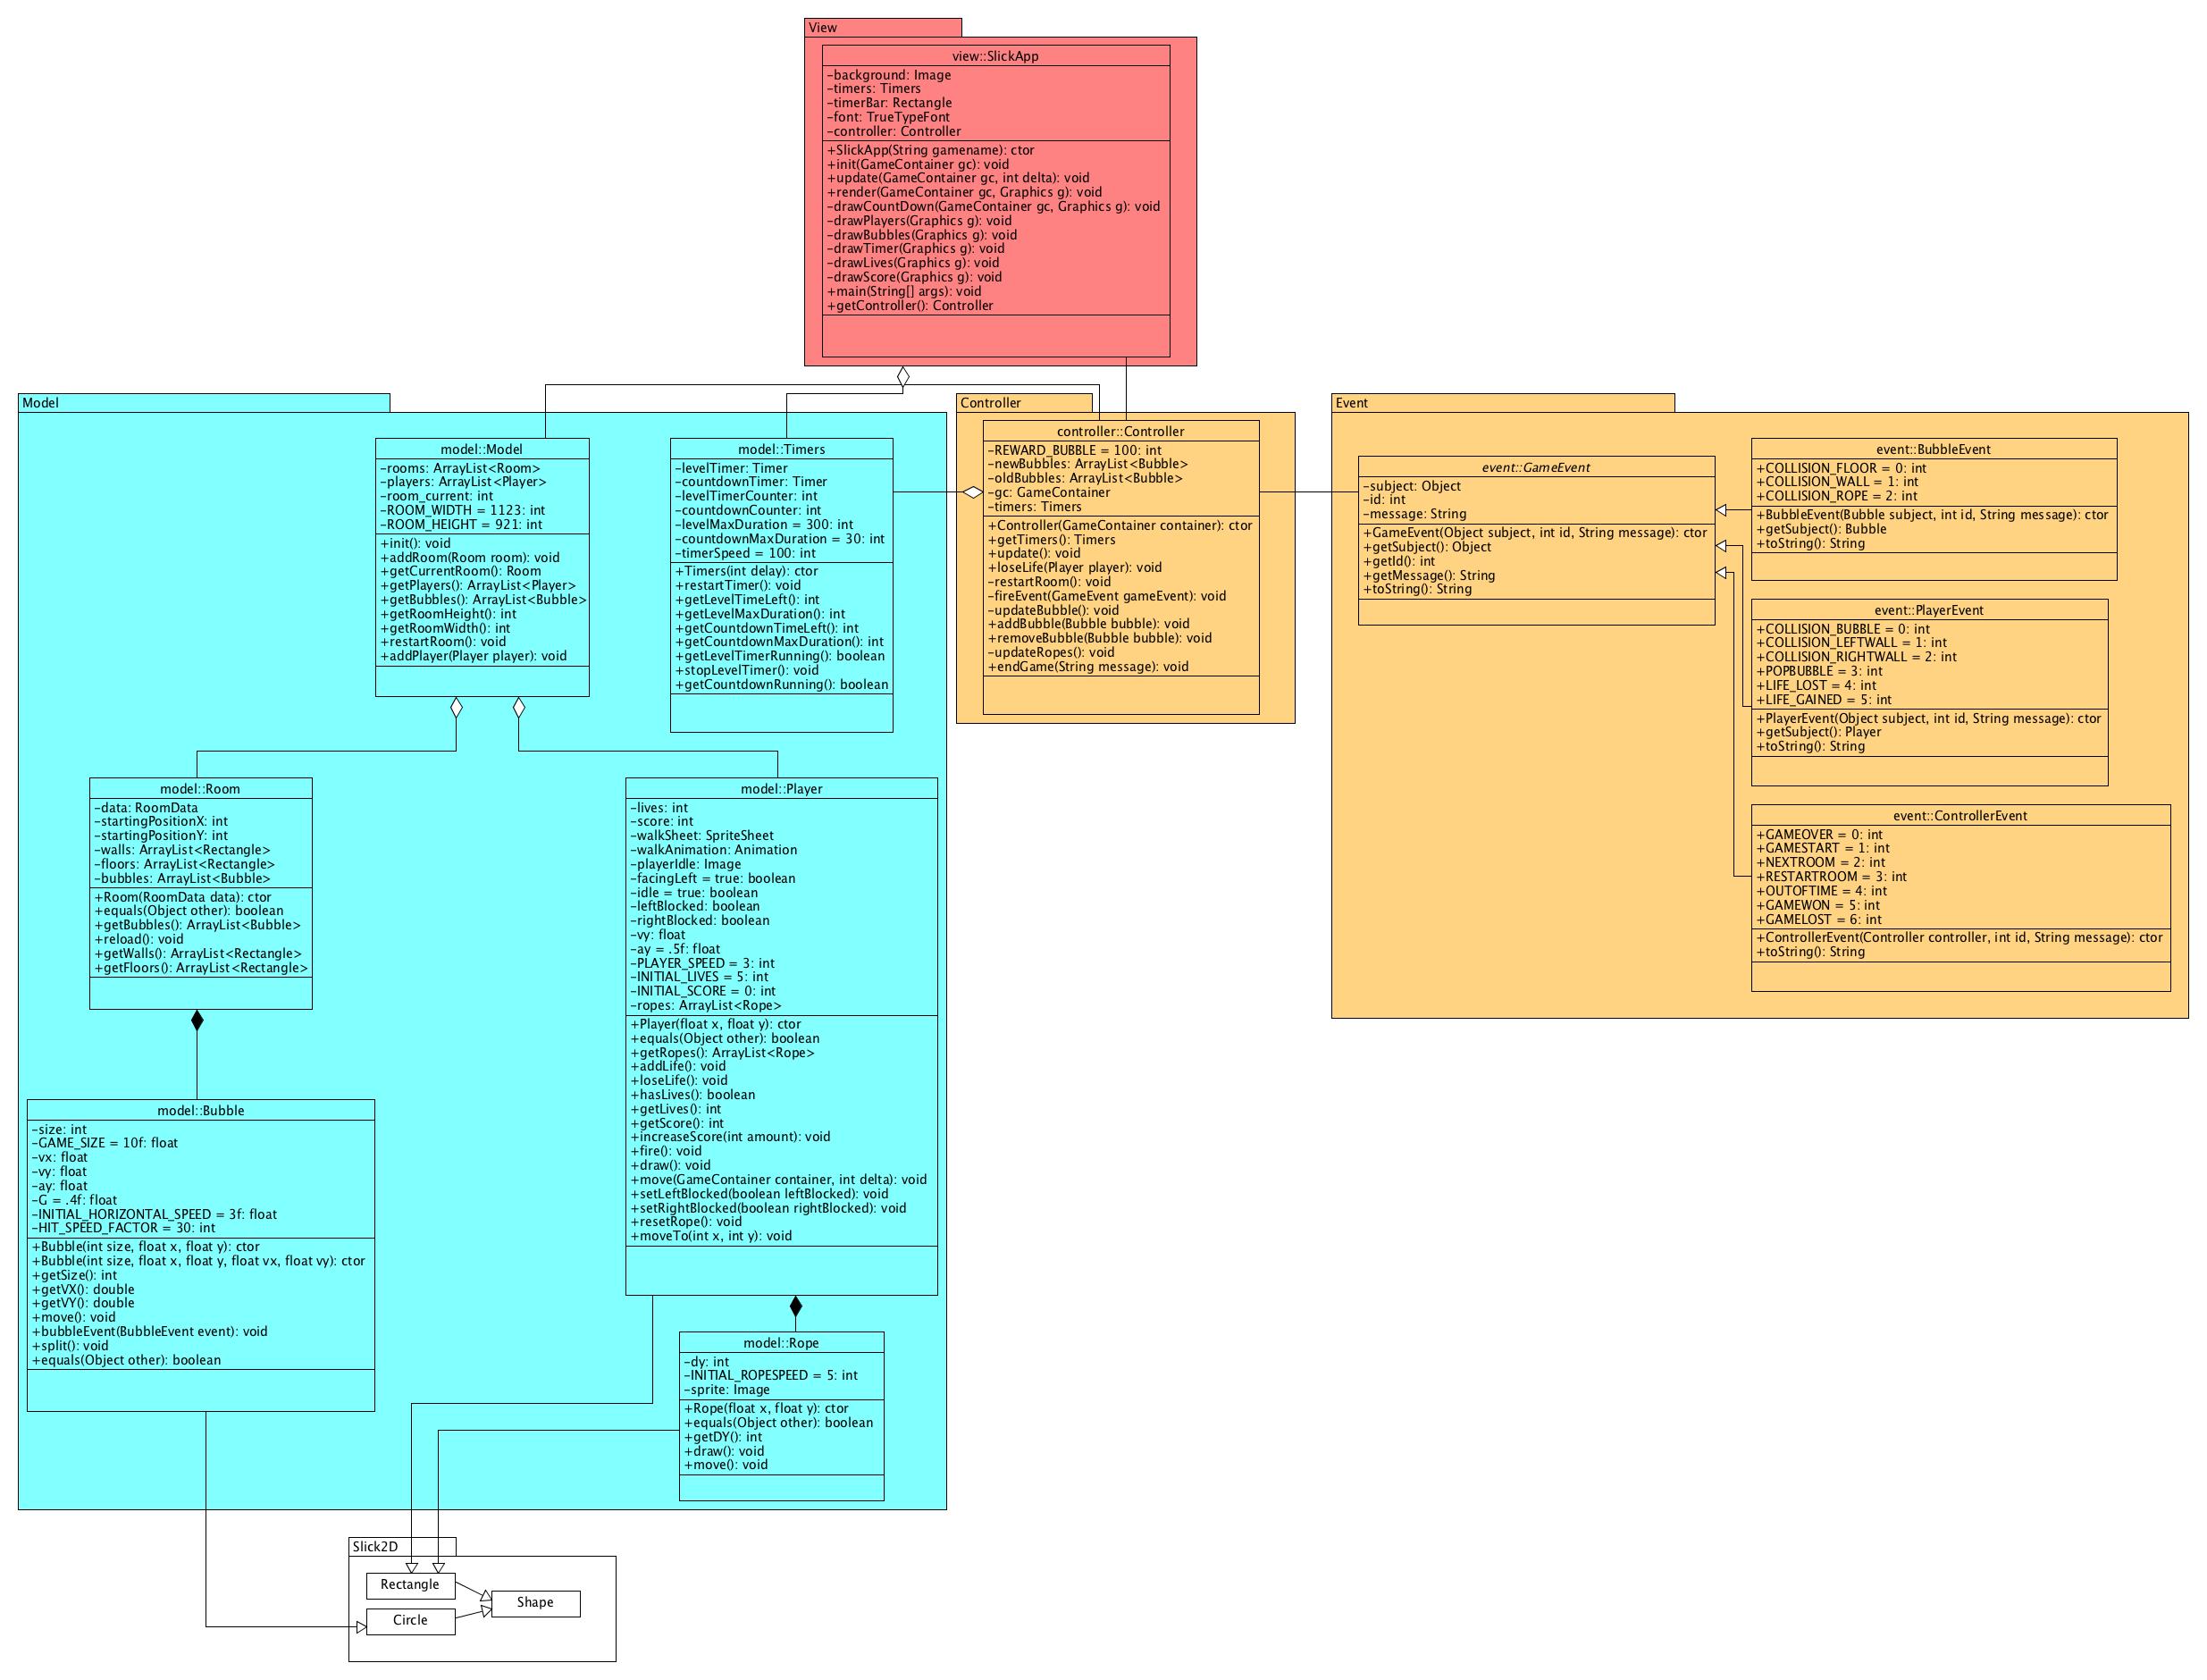 View
view::SlickApp
-background: Image
-timers: Timers
-timerBar: Rectangle
-font: TrueTypeFont
-controller: Controller
+SlickApp(String gamename): ctor
+init(GameContainer gc): void
+update(GameContainer gc, int delta): void
+render(GameContainer gc, Graphics g): void
-drawCountDown(GameContainer gc, Graphics g): void
-drawPlayers(Graphics g): void
-drawBubbles(Graphics g): void
-drawTimer(Graphics g): void
-drawLives(Graphics g): void
-drawScore(Graphics g): void
+main(String[] args): void
+getController(): Controller
Model
model::Model
-rooms: ArrayList<Room>
-players: ArrayList<Player>
-room_current: int
-ROOM_WIDTH = 1123: int
-ROOM_HEIGHT = 921: int
+init(): void
+addRoom(Room room): void
+getCurrentRoom(): Room
+getPlayers(): ArrayList<Player>
+getBubbles(): ArrayList<Bubble>
+getRoomHeight(): int
+getRoomWidth(): int
+restartRoom(): void
+addPlayer(Player player): void
model::Timers
-levelTimer: Timer
-countdownTimer: Timer
-levelTimerCounter: int
-countdownCounter: int
-levelMaxDuration = 300: int
-countdownMaxDuration = 30: int
-timerSpeed = 100: int
+Timers(int delay): ctor
+restartTimer(): void
+getLevelTimeLeft(): int
+getLevelMaxDuration(): int
+getCountdownTimeLeft(): int
+getCountdownMaxDuration(): int
+getLevelTimerRunning(): boolean
+stopLevelTimer(): void
+getCountdownRunning(): boolean
Controller
controller::Controller
-REWARD_BUBBLE = 100: int
-newBubbles: ArrayList<Bubble>
-oldBubbles: ArrayList<Bubble>
-gc: GameContainer
-timers: Timers
+Controller(GameContainer container): ctor
+getTimers(): Timers
+update(): void
+loseLife(Player player): void
-restartRoom(): void
-fireEvent(GameEvent gameEvent): void
-updateBubble(): void
+addBubble(Bubble bubble): void
+removeBubble(Bubble bubble): void
-updateRopes(): void
+endGame(String message): void
Event
event::GameEvent
-subject: Object
-id: int
-message: String
+GameEvent(Object subject, int id, String message): ctor
+getSubject(): Object
+getId(): int
+getMessage(): String
+toString(): String
event::BubbleEvent
+COLLISION_FLOOR = 0: int
+COLLISION_WALL = 1: int
+COLLISION_ROPE = 2: int
+BubbleEvent(Bubble subject, int id, String message): ctor
+getSubject(): Bubble
+toString(): String
event::PlayerEvent
+COLLISION_BUBBLE = 0: int
+COLLISION_LEFTWALL = 1: int
+COLLISION_RIGHTWALL = 2: int
+POPBUBBLE = 3: int
+LIFE_LOST = 4: int
+LIFE_GAINED = 5: int
+PlayerEvent(Object subject, int id, String message): ctor
+getSubject(): Player
+toString(): String
event::ControllerEvent
+GAMEOVER = 0: int
+GAMESTART = 1: int
+NEXTROOM = 2: int
+RESTARTROOM = 3: int
+OUTOFTIME = 4: int
+GAMEWON = 5: int
+GAMELOST = 6: int
+ControllerEvent(Controller controller, int id, String message): ctor
+toString(): String
model::Room
-data: RoomData
-startingPositionX: int
-startingPositionY: int
-walls: ArrayList<Rectangle>
-floors: ArrayList<Rectangle>
-bubbles: ArrayList<Bubble>
+Room(RoomData data): ctor
+equals(Object other): boolean
+getBubbles(): ArrayList<Bubble>
+reload(): void
+getWalls(): ArrayList<Rectangle>
+getFloors(): ArrayList<Rectangle>
model::Player
-lives: int
-score: int
-walkSheet: SpriteSheet
-walkAnimation: Animation
-playerIdle: Image
-facingLeft = true: boolean
-idle = true: boolean
-leftBlocked: boolean
-rightBlocked: boolean
-vy: float
-ay = .5f: float
-PLAYER_SPEED = 3: int
-INITIAL_LIVES = 5: int
-INITIAL_SCORE = 0: int
-ropes: ArrayList<Rope>
+Player(float x, float y): ctor
+equals(Object other): boolean
+getRopes(): ArrayList<Rope>
+addLife(): void
+loseLife(): void
+hasLives(): boolean
+getLives(): int
+getScore(): int
+increaseScore(int amount): void
+fire(): void
+draw(): void
+move(GameContainer container, int delta): void
+setLeftBlocked(boolean leftBlocked): void
+setRightBlocked(boolean rightBlocked): void
+resetRope(): void
+moveTo(int x, int y): void
model::Bubble
-size: int
-GAME_SIZE = 10f: float
-vx: float
-vy: float
-ay: float
-G = .4f: float
-INITIAL_HORIZONTAL_SPEED = 3f: float
-HIT_SPEED_FACTOR = 30: int
+Bubble(int size, float x, float y): ctor
+Bubble(int size, float x, float y, float vx, float vy): ctor
+getSize(): int
+getVX(): double
+getVY(): double
+move(): void
+bubbleEvent(BubbleEvent event): void
+split(): void
+equals(Object other): boolean
model::Rope
-dy: int
-INITIAL_ROPESPEED = 5: int
-sprite: Image
+Rope(float x, float y): ctor
+equals(Object other): boolean
+getDY(): int
+draw(): void
+move(): void
Slick2D
Rectangle
Shape
Circle